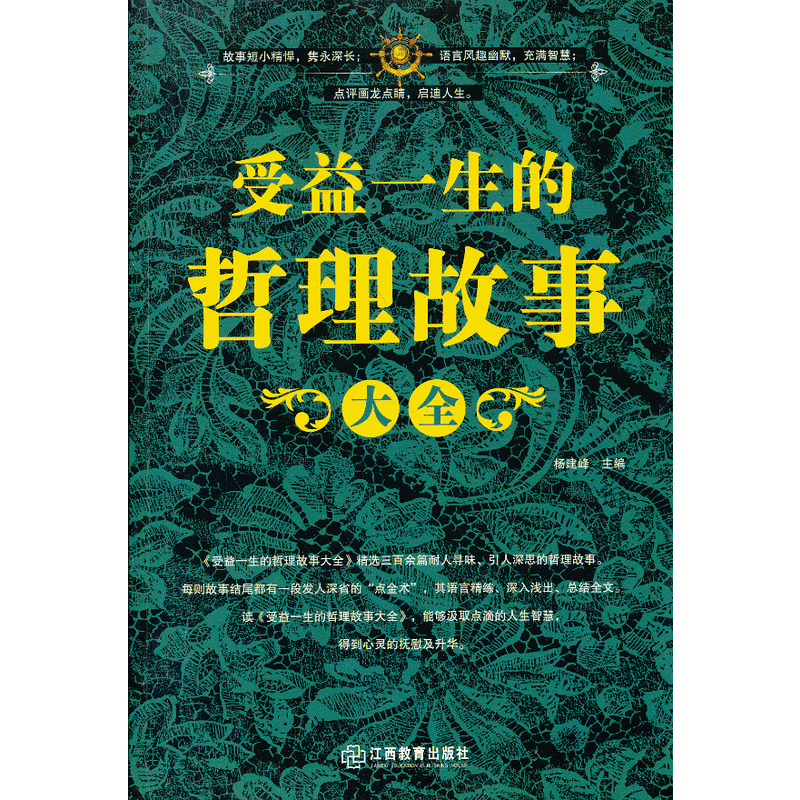 故事短小精悍，隽永深长；
语言风趣幽默，充满智慧；
点评画龙点睛，启迪人生。
受益一生的
哲理故事
大全
杨建峰 主编
《受益一生的哲理故事大全》精选三百余篇耐人寻味、引人深思的哲理故事。
每则故事结尾都有一段发人深省的“点金术”，其语言精练、深入浅出、总结全文。
读《受益一生的哲理故事大全》，能够汲取点滴的人生智慧，
得到心灵的抚慰及升华。
江西教育出版社
JIANGXI EDUCATION PUBLISHING HOUSE